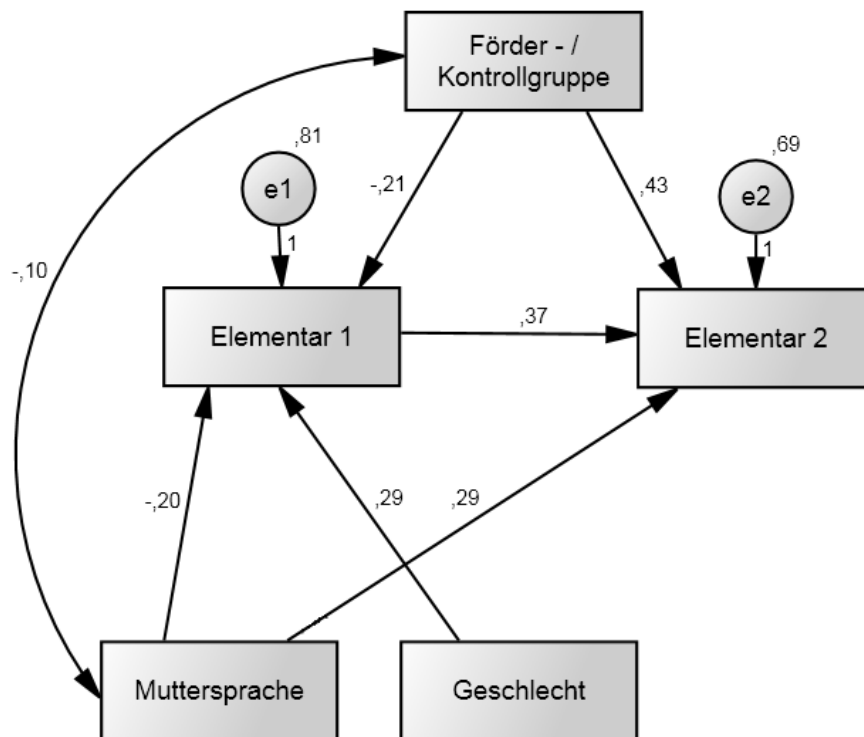 Förder - /
Kontrollgruppe
,81
e1
1
-,21
,43
,69
e2
1
-,10
Elementar 1
,37
Elementar 2
-,20
,29
,29
Muttersprache
Geschlecht